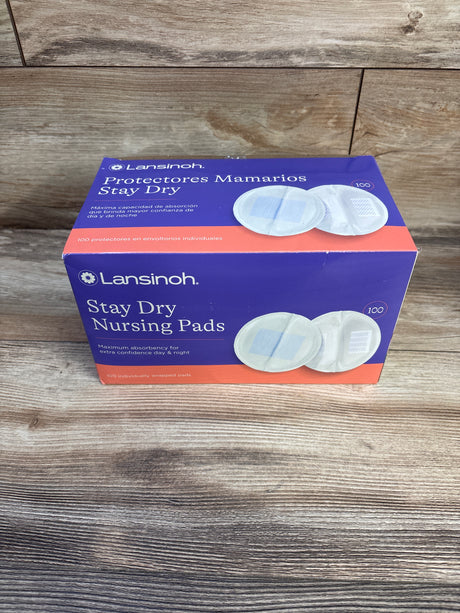 Lansinoh.
Protectores Mamarios
Stay Dry
100
Máxima capacidad de absorción
que brinda mayor confianza de
día y de noche
100 protectores en envoltorios individuales
Lansinoh.
Stay Dry
Nursing Pads
100
Maximum absorbency for
extra confidence day & night
100 individually wrapped pads